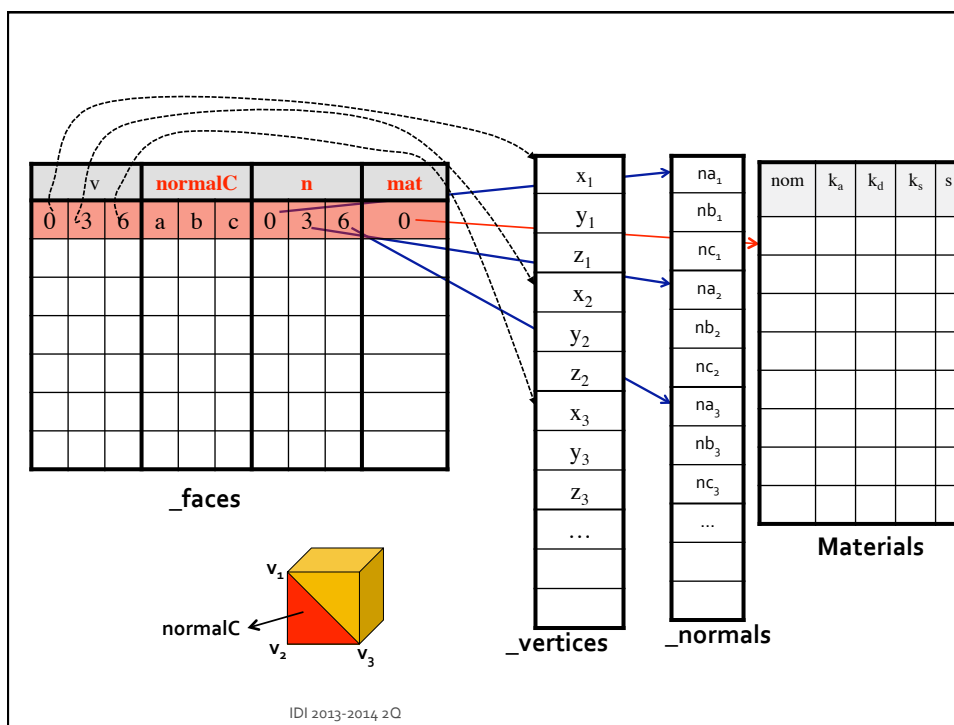 v normalC n mat
0 3 6 a b c 0 3 6 0
_faces
x₁
y₁
z₁
x₂
y₂
z₂
x₃
y₃
z₃
…
_vertices
na₁
nb₁
nc₁
na₂
nb₂
nc₂
na₃
nb₃
nc₃
...
_normals
nom kₐ k_d kₛ s
Materials
v₁
normalC
v₂
v₃
IDI 2013-2014 2Q